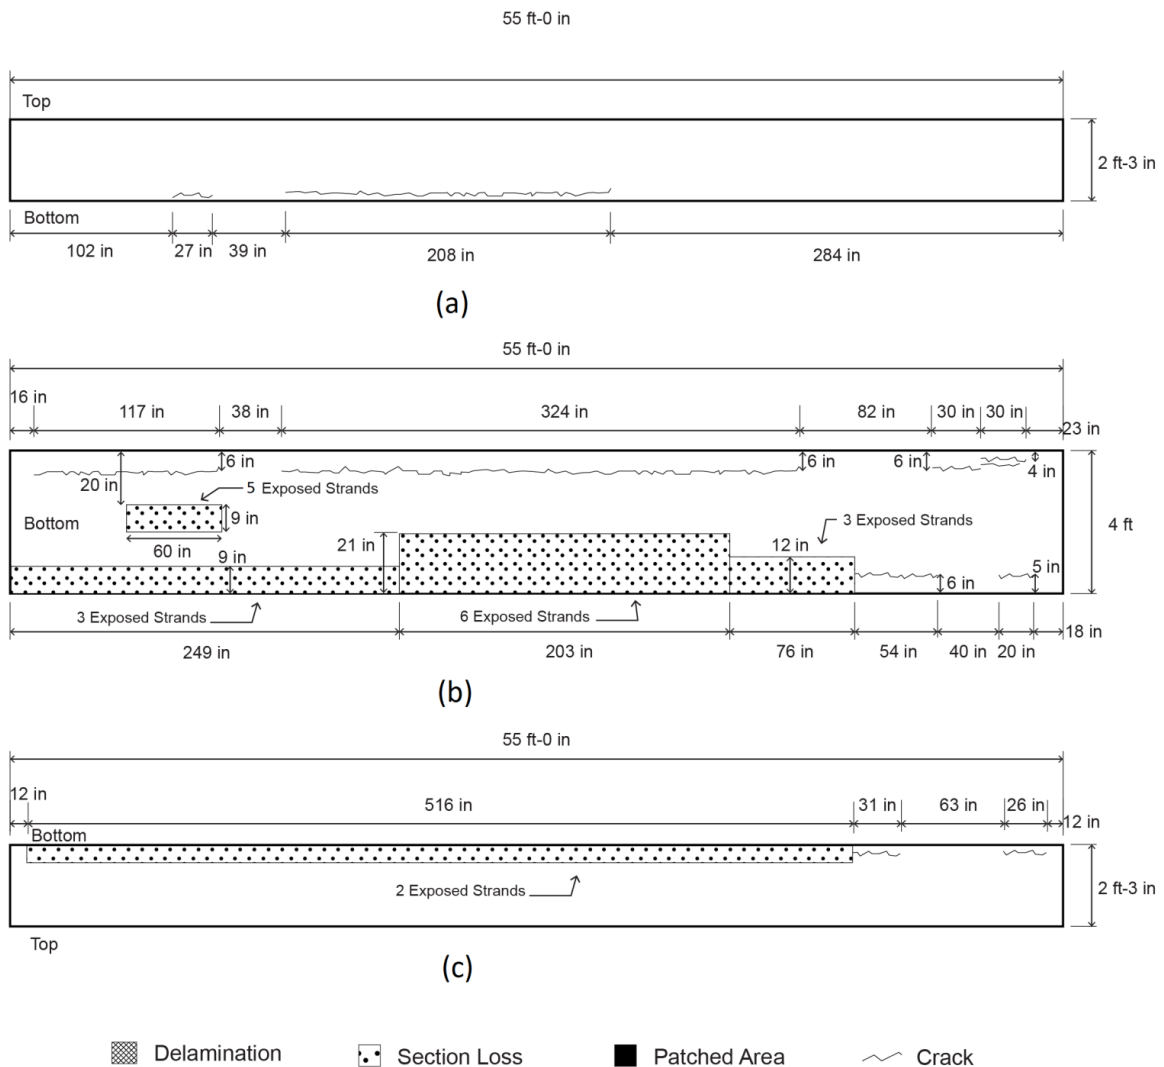 55 ft-0 in
Top
2 ft-3 in
Bottom
102 in
27 in
39 in
208 in
284 in
(a)
55 ft-0 in
16 in
117 in
38 in
324 in
82 in
30 in
30 in
23 in
6 in
6 in
6 in
4 in
20 in
5 Exposed Strands
Bottom
9 in
3 Exposed Strands
4 ft
60 in
9 in
21 in
12 in
5 in
6 in
3 Exposed Strands
6 Exposed Strands
18 in
249 in
203 in
76 in
54 in
40 in
20 in
(b)
55 ft-0 in
12 in
516 in
31 in
63 in
26 in
12 in
Bottom
2 Exposed Strands
2 ft-3 in
Top
(c)
Delamination
Section Loss
Patched Area
Crack